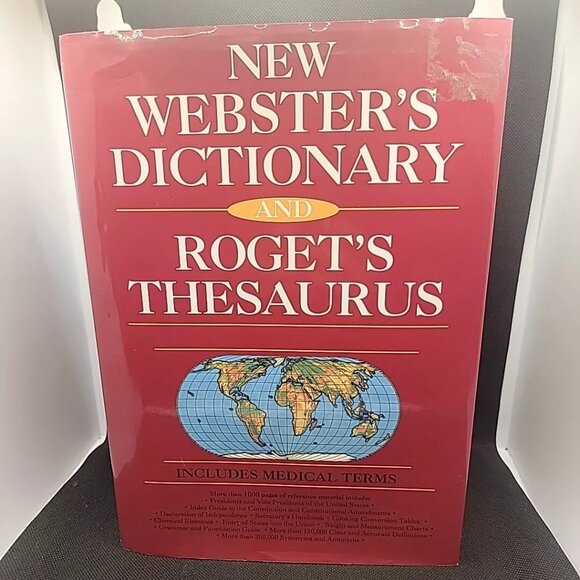 NEW
WEBSTER'S
DICTIONARY
AND
ROGET'S
THESAURUS
INCLUDES MEDICAL TERMS
More than 1000 pages of reference material includes:
• Presidents and Vice Presidents of the United States •
• Index Guide to the Constitution and Constitutional Amendments •
• Declaration of Independence • Secretary's Handbook • Cooking Conversion Tables •
• Chemical Elements • Entry of States into the Union • Weight and Measurement Charts •
• Grammar and Punctuation Guide • More than 150,000 Clear and Accurate Definitions •
• More than 200,000 Synonyms and Antonyms •